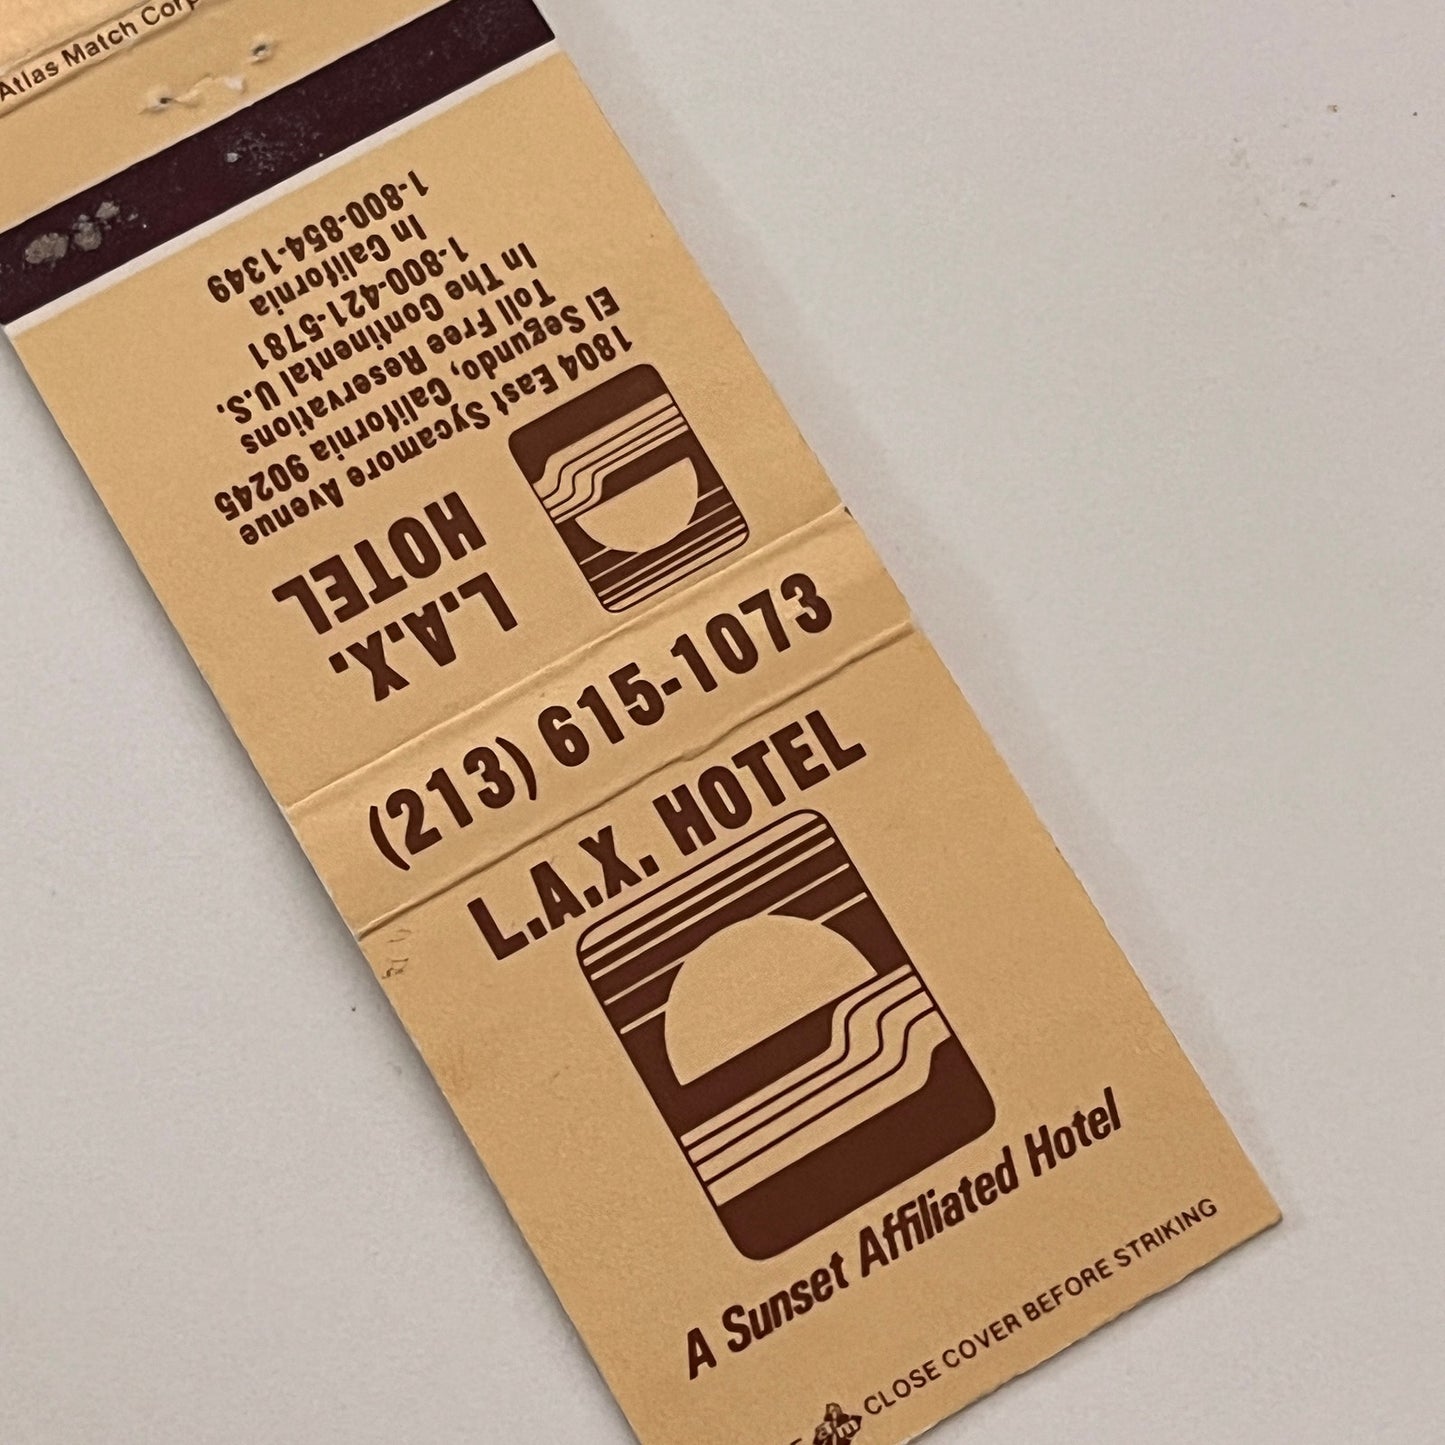 Atlas Match Corp
1804 East Sycamore Avenue
El Segundo, California 90245
Toll Free Reservations
In The Continental U.S.
1-800-421-5781
In California
1-800-854-1349
L.A.X.
HOTEL
(213) 615-1073
L.A.X. HOTEL
A Sunset Affiliated Hotel
CLOSE COVER BEFORE STRIKING